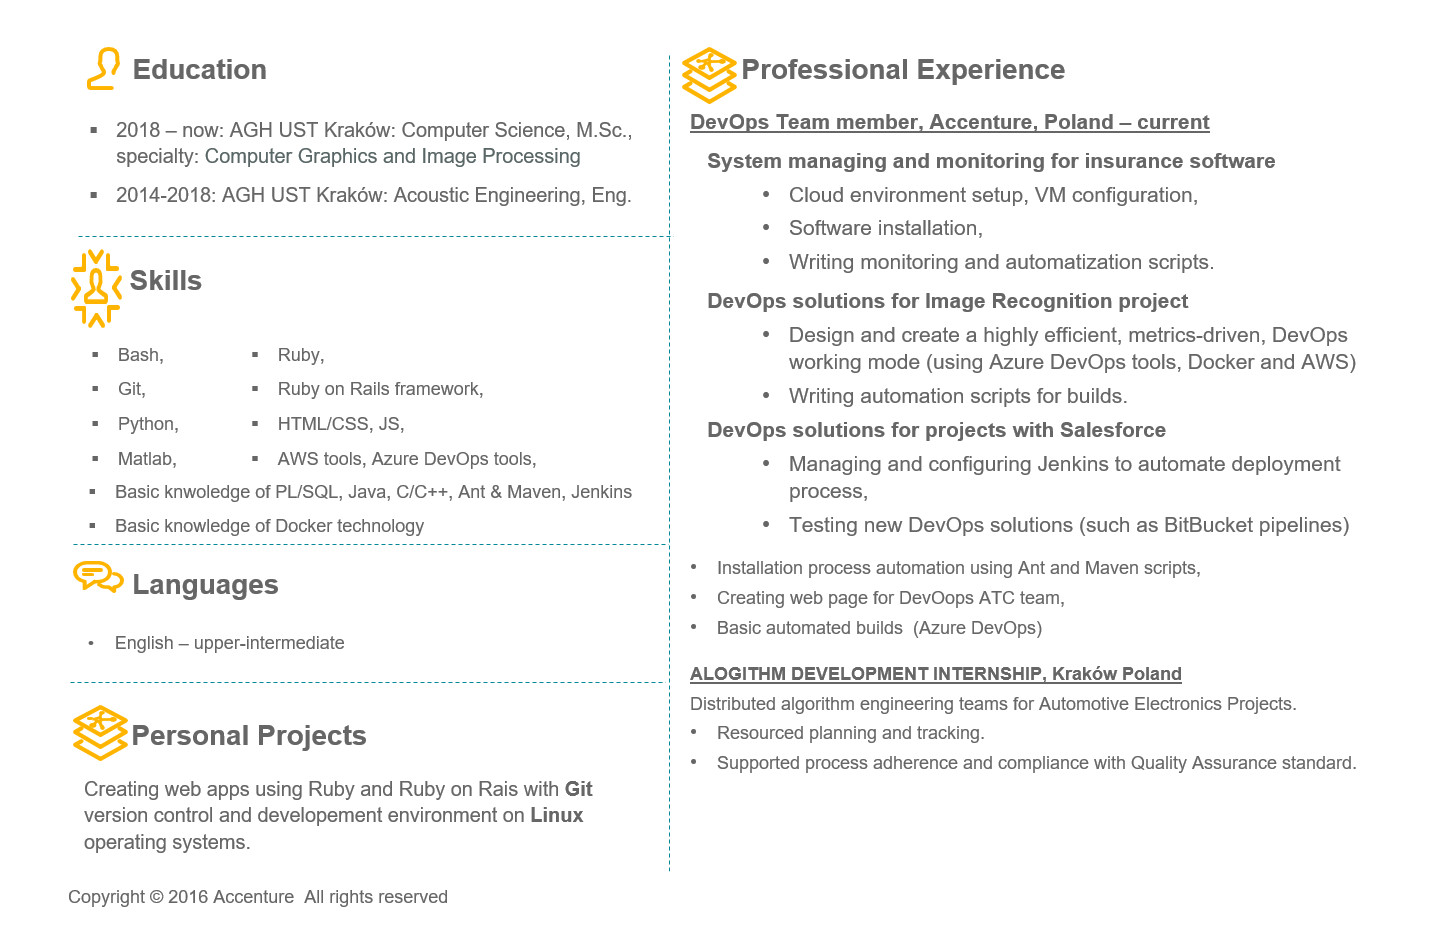 Education
▪ 2018 – now: AGH UST Kraków: Computer Science, M.Sc.,
specialty: Computer Graphics and Image Processing
▪ 2014-2018: AGH UST Kraków: Acoustic Engineering, Eng.
Skills
▪ Bash,
▪ Git,
▪ Python,
▪ Matlab,
▪ Ruby,
▪ Ruby on Rails framework,
▪ HTML/CSS, JS,
▪ AWS tools, Azure DevOps tools,
▪ Basic knwoledge of PL/SQL, Java, C/C++, Ant & Maven, Jenkins
▪ Basic knowledge of Docker technology
Languages
• English – upper-intermediate
Personal Projects
Creating web apps using Ruby and Ruby on Rais with Git
version control and developement environment on Linux
operating systems.
Professional Experience
DevOps Team member, Accenture, Poland – current
System managing and monitoring for insurance software
• Cloud environment setup, VM configuration,
• Software installation,
• Writing monitoring and automatization scripts.
DevOps solutions for Image Recognition project
• Design and create a highly efficient, metrics-driven, DevOps
working mode (using Azure DevOps tools, Docker and AWS)
• Writing automation scripts for builds.
DevOps solutions for projects with Salesforce
• Managing and configuring Jenkins to automate deployment
process,
• Testing new DevOps solutions (such as BitBucket pipelines)
• Installation process automation using Ant and Maven scripts,
• Creating web page for DevOops ATC team,
• Basic automated builds  (Azure DevOps)
ALOGITHM DEVELOPMENT INTERNSHIP, Kraków Poland
Distributed algorithm engineering teams for Automotive Electronics Projects.
• Resourced planning and tracking.
• Supported process adherence and compliance with Quality Assurance standard.
Copyright © 2016 Accenture  All rights reserved